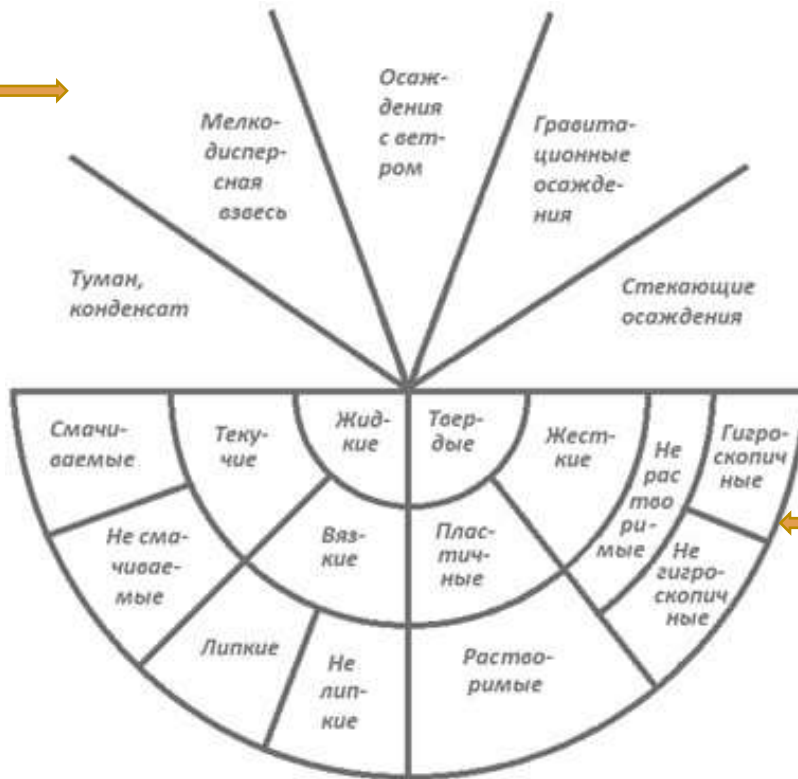 Осаж-
дения
с вет-
ром
Мелко-
диспер-
сная
взвесь
Гравита-
ционные
осажде-
ния
Туман,
конденсат
Стекающие
осаждения
Смачи-
ваемые
Теку-
чие
Жид-
кие
Твер-
дые
Жест-
кие
Не
рас
тво
ри-
мые
Гигро-
скопич
ные
Не сма-
чивае-
мые
Вяз-
кие
Плас-
тич-
ные
Не
гигро-
скопич
ные
Липкие
Не
лип-
кие
Раство-
римые